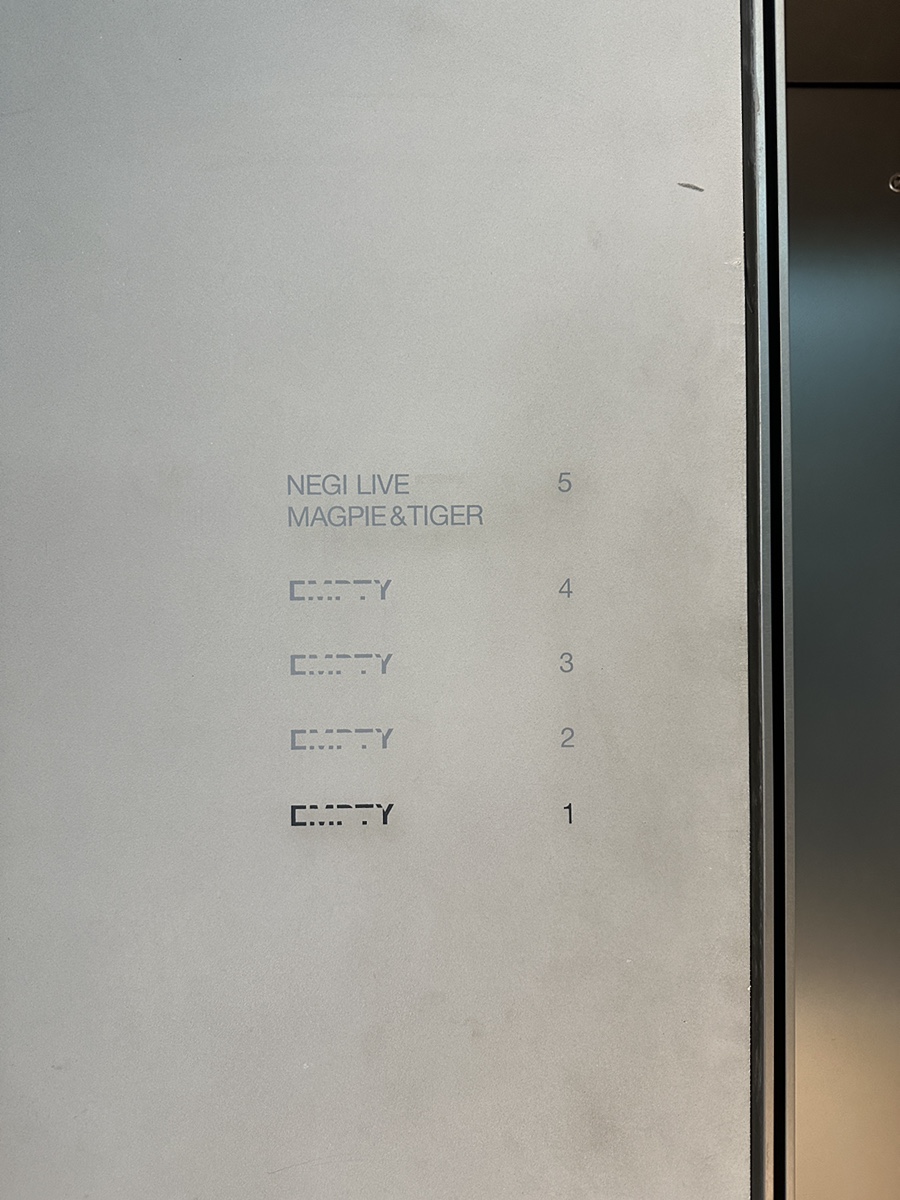 NEGI LIVE 5
MAGPIE&TIGER
EMPTY 4
EMPTY 3
EMPTY 2
EMPTY 1